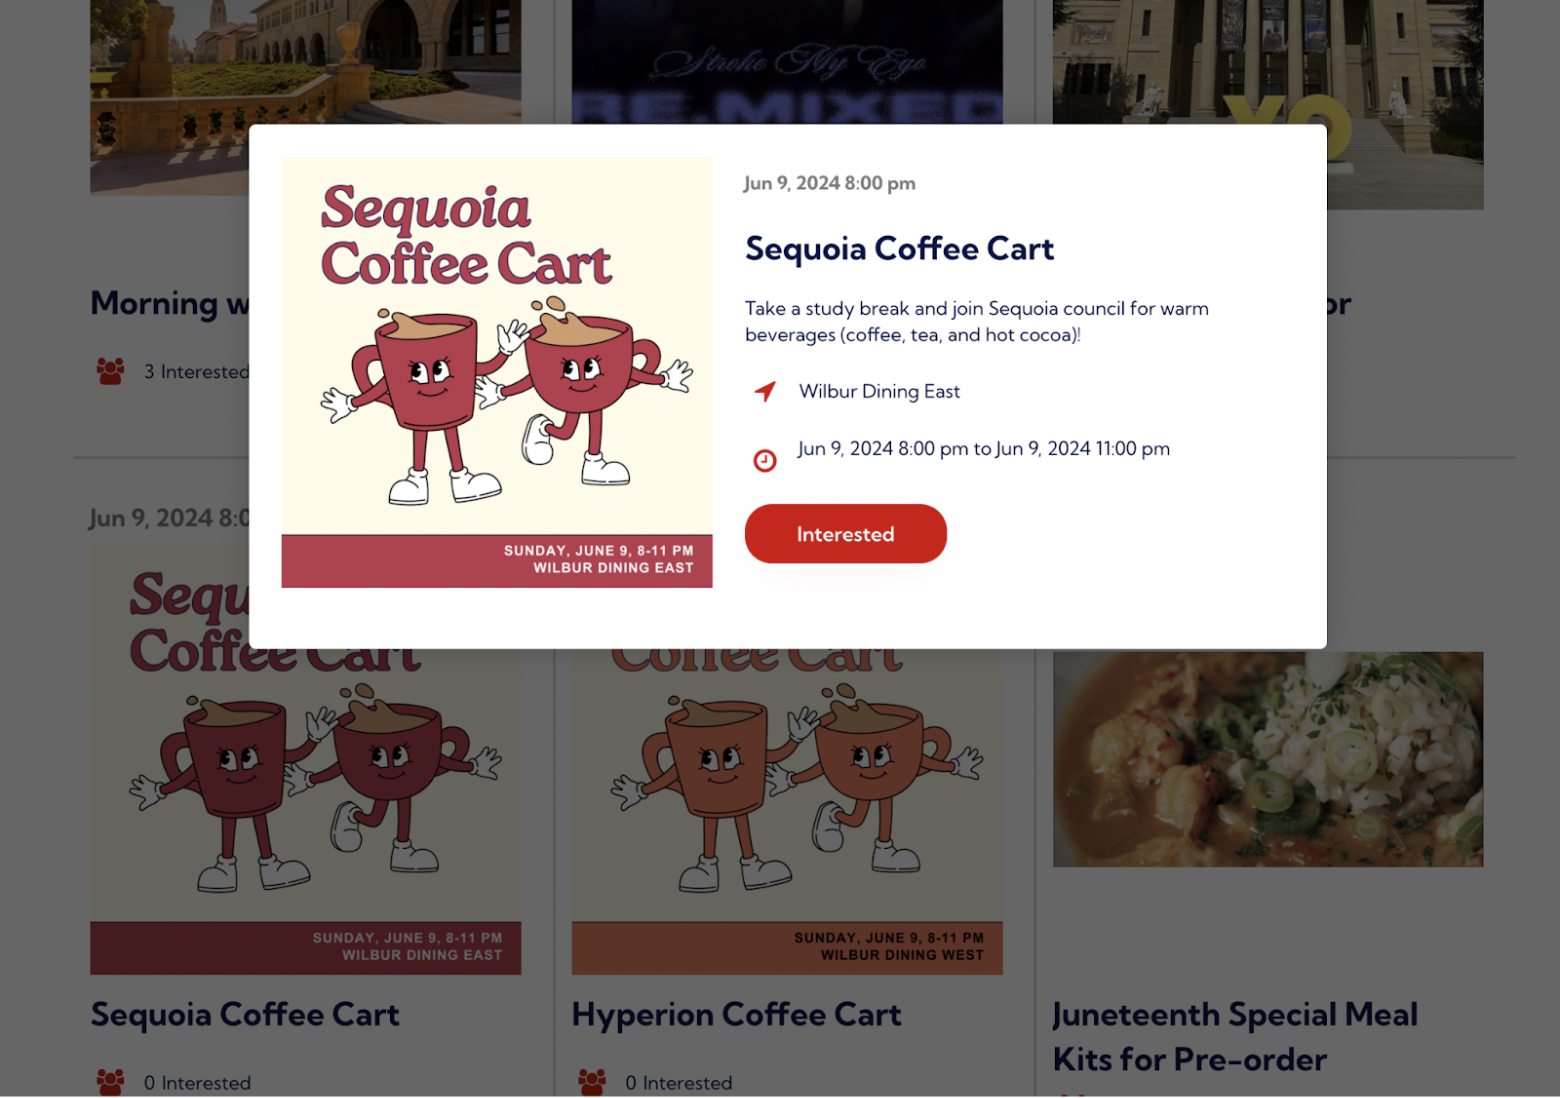 Stroke My Ego
RE.MIXED
YO
Jun 9, 2024 8:00 pm
Sequoia
Coffee Cart
SUNDAY, JUNE 9, 8-11 PM
WILBUR DINING EAST
Sequoia Coffee Cart
Take a study break and join Sequoia council for warm
beverages (coffee, tea, and hot cocoa)!
Wilbur Dining East
Jun 9, 2024 8:00 pm to Jun 9, 2024 11:00 pm
Interested
Morning w
or
3 Interested
Jun 9, 2024 8:0
Sequ
Coffee Cart
SUNDAY, JUNE 9, 8-11 PM
WILBUR DINING EAST
Sequoia Coffee Cart
0 Interested
Coffee Cart
SUNDAY, JUNE 9, 8-11 PM
WILBUR DINING WEST
Hyperion Coffee Cart
0 Interested
Juneteenth Special Meal
Kits for Pre-order